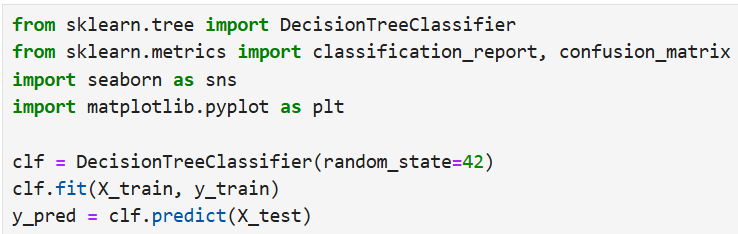 from sklearn.tree import DecisionTreeClassifier
from sklearn.metrics import classification_report, confusion_matrix
import seaborn as sns
import matplotlib.pyplot as plt
clf = DecisionTreeClassifier(random_state=42)
clf.fit(X_train, y_train)
y_pred = clf.predict(X_test)